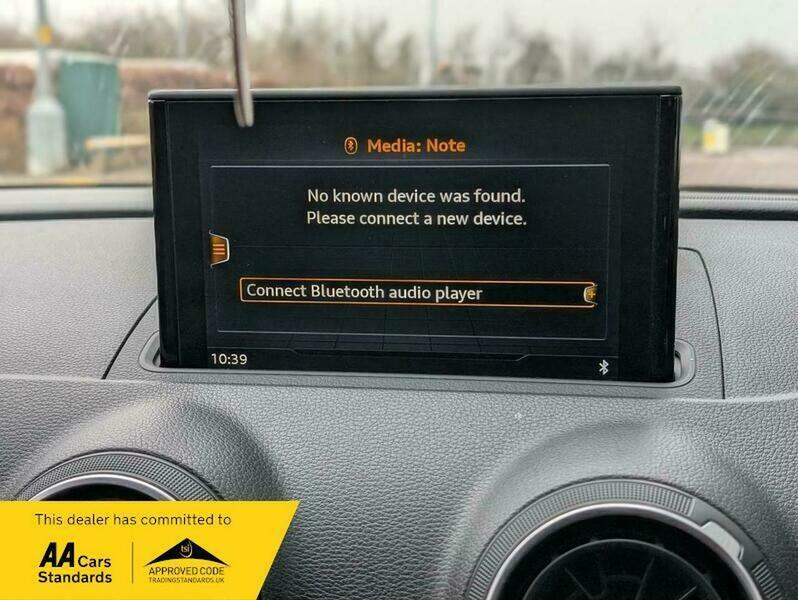 Media: Note
No known device was found.
Please connect a new device.
Connect Bluetooth audio player
10:39
This dealer has committed to
AA Cars
Standards
tsi
APPROVED CODE
TRADINGSTANDARDS.UK